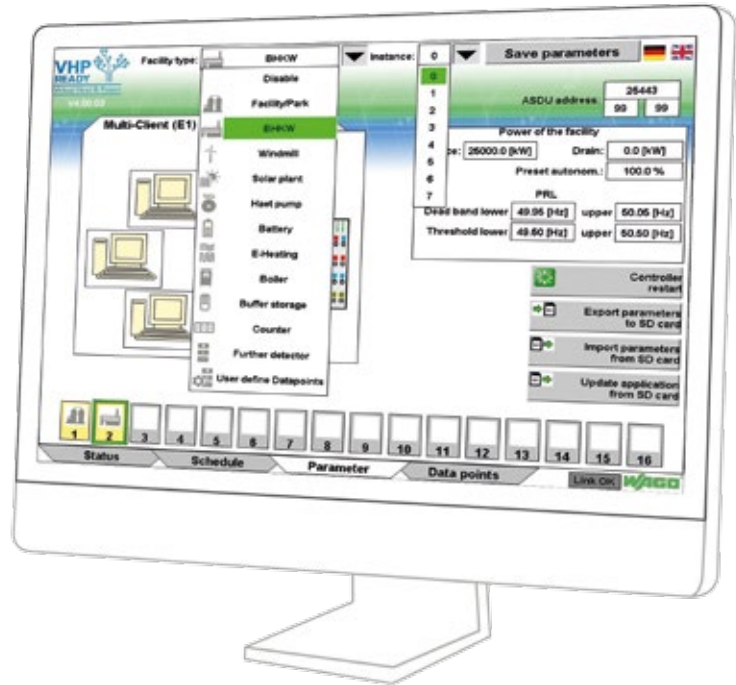 VHP
READY
Facility type:
BHKW
Instance:
0
Save parameters
V4.00.03
Multi-Client (E1)
Disable
Facility/Park
BHKW
Windmill
Solar plant
Heet pump
Battery
E-Heating
Boiler
Buffer storage
Counter
Further detector
User define Datapoints
0
1
2
3
4
5
6
7
ASDU address:
26443
99 99
Power of the facility
25000.0 [kW] Drain: 0.0 [kW]
Preset autonom.: 100.0 %
PRL
Dead band lower 49.95 [Hz] upper 50.05 [Hz]
Threshold lower 49.50 [Hz] upper 50.50 [Hz]
Controller
restart
Export parameters
to SD card
Import parameters
from SD card
Update application
from SD card
1 2 3 4 5 6 7 8 9 10 11 12 13 14 15 16
Status Schedule Parameter Data points
Link OK WAGO